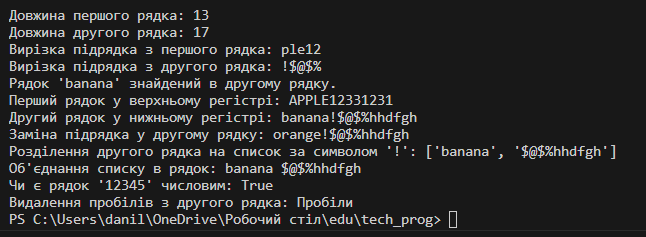 Довжина першого рядка: 13
Довжина другого рядка: 17
Вирізка підрядка з першого рядка: ple12
Вирізка підрядка з другого рядка: !$@$%
Рядок 'banana' знайдений в другому рядку.
Перший рядок у верхньому регістрі: APPLE12331231
Другий рядок у нижньому регістрі: banana!$@$%hhdfgh
Заміна підрядка у другому рядку: orange!$@$%hhdfgh
Розділення другого рядка на список за символом '!': ['banana', '$@$%hhdfgh']
Об'єднання списку в рядок: banana $@$%hhdfgh
Чи є рядок '12345' числовим: True
Видалення пробілів з другого рядка: Пробіли
PS C:\Users\danil\OneDrive\Робочий стіл\edu\tech_prog>